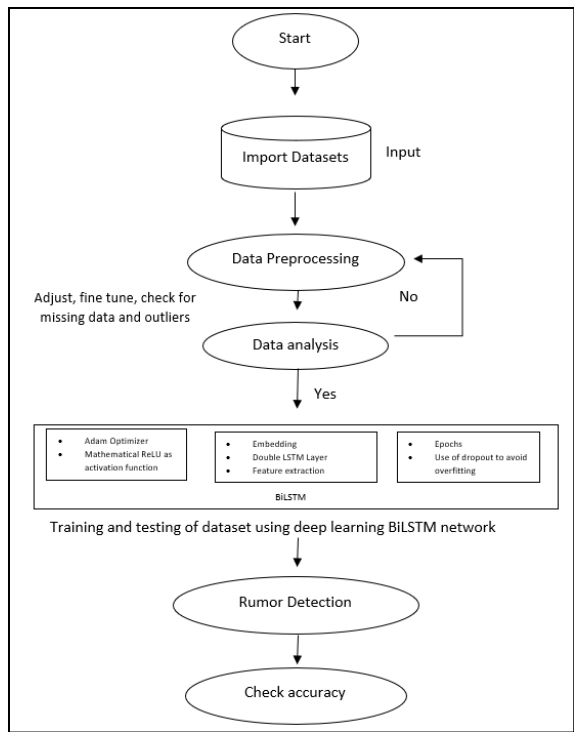 Start
Import Datasets
Input
Data Preprocessing
Adjust, fine tune, check for
missing data and outliers
No
Data analysis
Yes
• Adam Optimizer
• Mathematical ReLU as
activation function
• Embedding
• Double LSTM Layer
• Feature extraction
• Epochs
• Use of dropout to avoid
overfitting
BiLSTM
Training and testing of dataset using deep learning BiLSTM network
Rumor Detection
Check accuracy